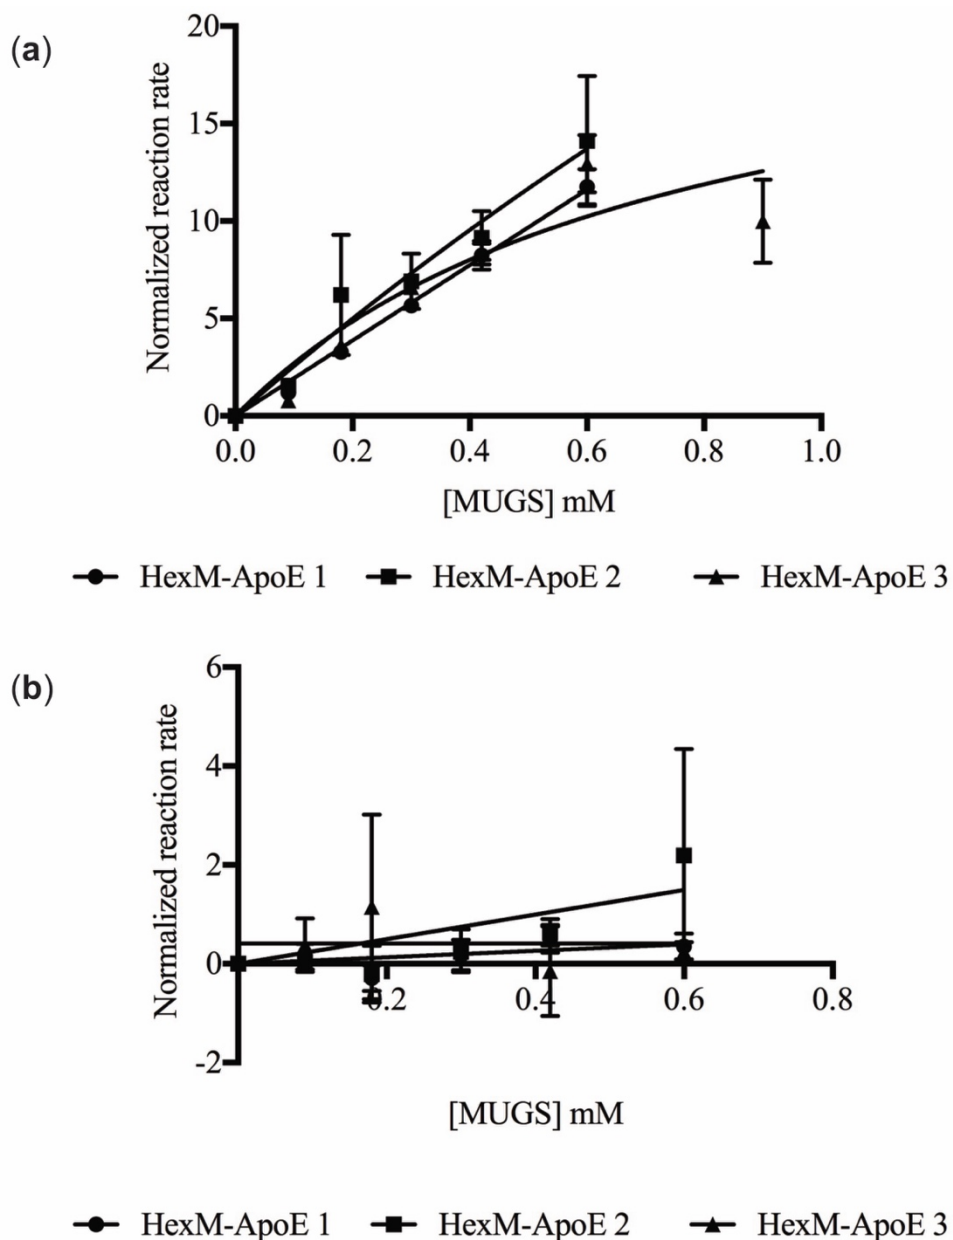 (a)
Normalized reaction rate
20
15
10
5
0
0.0 0.2 0.4 0.6 0.8 1.0
[MUGS] mM
HexM-ApoE 1 HexM-ApoE 2 HexM-ApoE 3
(b)
Normalized reaction rate
6
4
2
0
-2
0.2 0.4 0.6 0.8
[MUGS] mM
HexM-ApoE 1 HexM-ApoE 2 HexM-ApoE 3